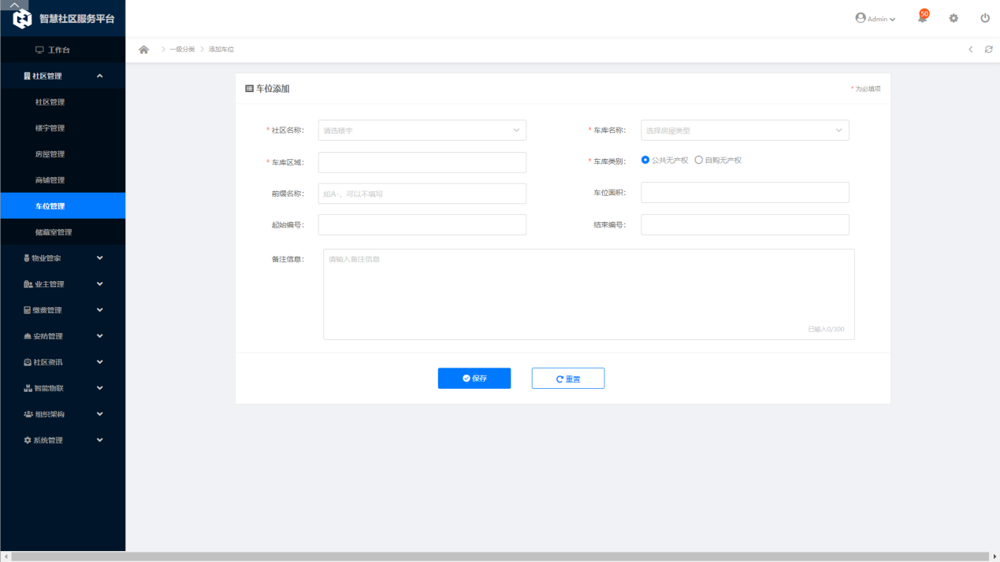 智慧社区服务平台
Admin
50
工作台
一级分类
添加车位
社区管理
社区管理
楼宇管理
房屋管理
商铺管理
车位管理
储藏室管理
物业管家
业主管理
缴费管理
安防管理
社区资讯
智能物联
组织架构
系统管理
车位添加
* 为必填项
* 社区名称:
请选楼宇
* 车库名称:
选择房屋类型
* 车库区域:
* 车库类别:
公共无产权
自购无产权
前缀名称:
如A-，可以不填写
车位面积:
起始编号:
结束编号:
备注信息:
请输入备注信息
已输入0/300
保存
重置